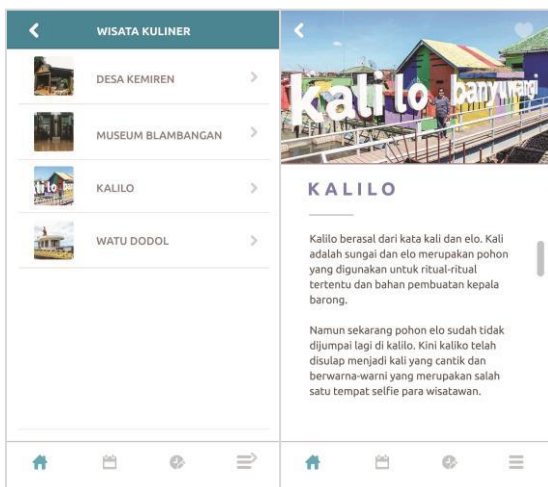 WISATA KULINER
DESA KEMIREN
MUSEUM BLAMBANGAN
KALILO
WATU DODOL
kalilo banyuwangi
KALILO
Kalilo berasal dari kata kali dan elo. Kali
adalah sungai dan elo merupakan pohon
yang digunakan untuk ritual-ritual
tertentu dan bahan pembuatan kepala
barong.
Namun sekarang pohon elo sudah tidak
dijumpai lagi di kalilo. Kini kaliko telah
disulap menjadi kali yang cantik dan
berwarna-warni yang merupakan salah
satu tempat selfie para wisatawan.